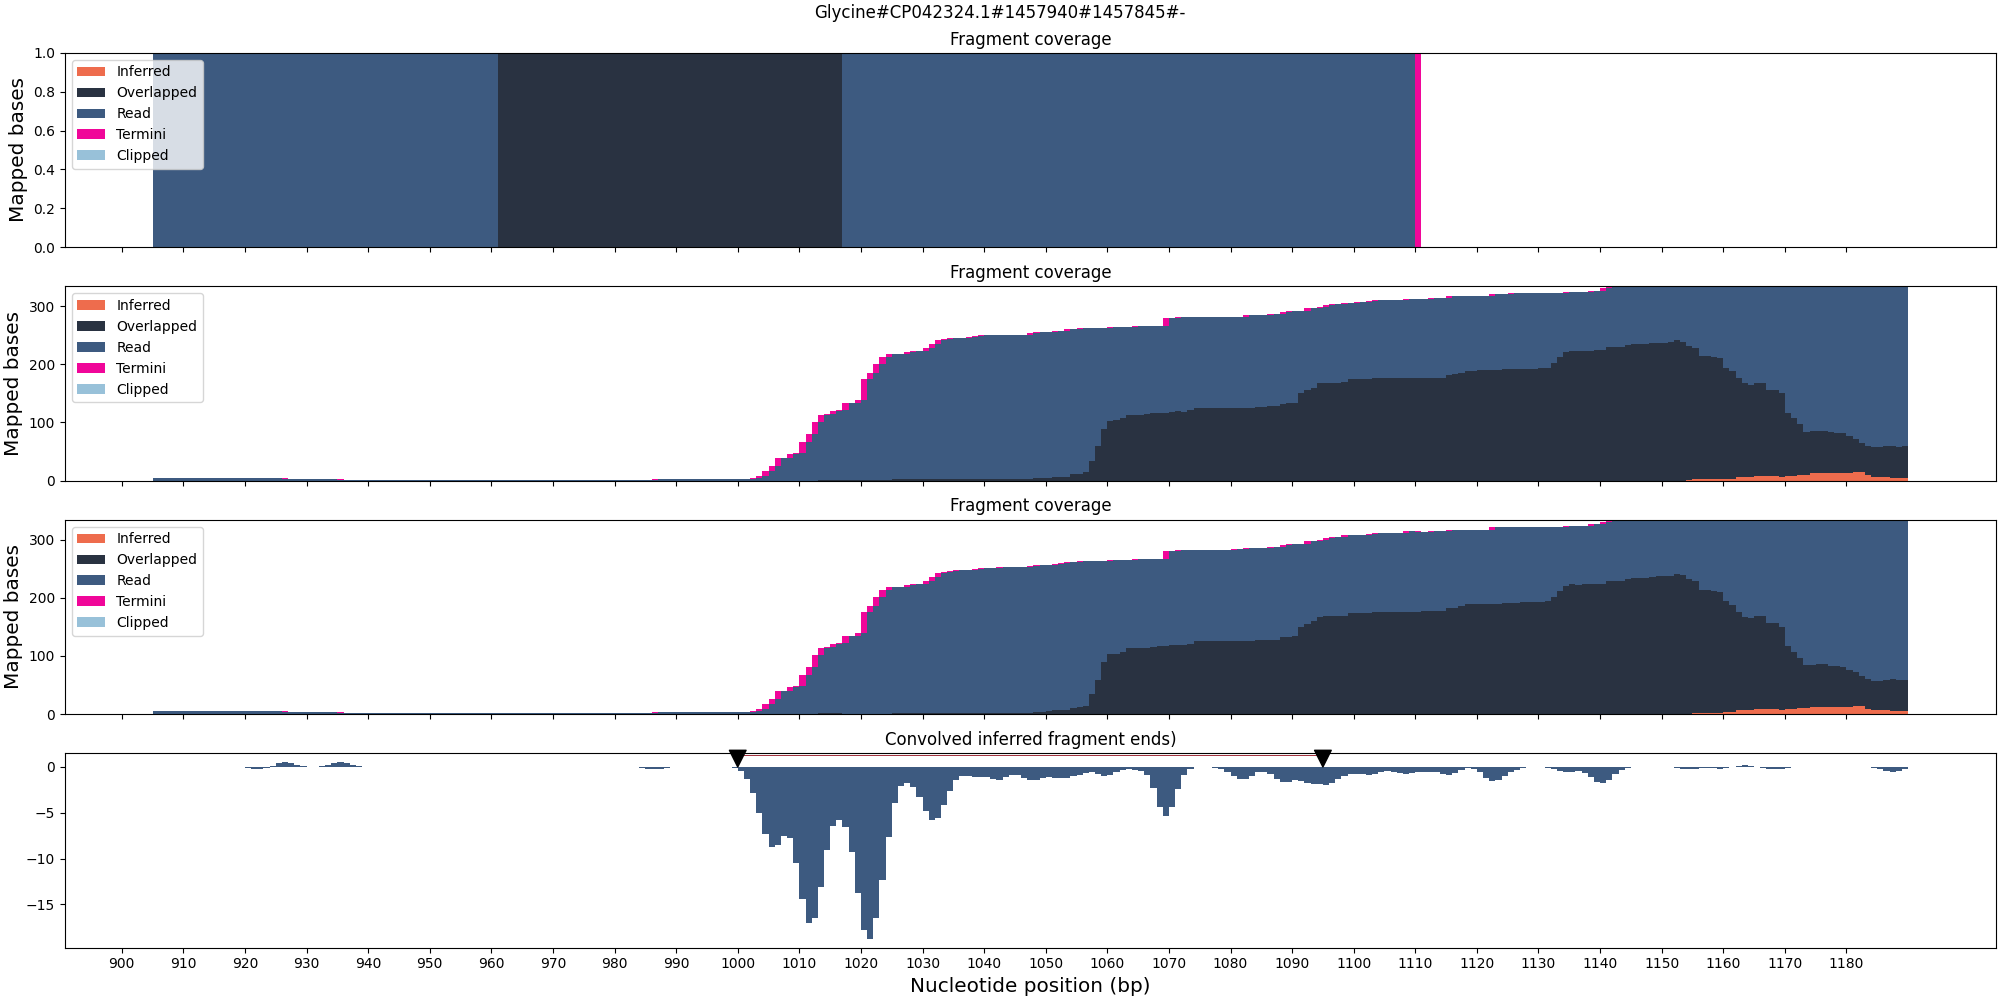 Glycine#CP042324.1#1457940#1457845#-
Fragment coverage
Mapped bases
1.0
0.8
0.6
0.4
0.2
0.0
Inferred
Overlapped
Read
Termini
Clipped
Fragment coverage
Mapped bases
300
200
100
0
Inferred
Overlapped
Read
Termini
Clipped
Fragment coverage
Mapped bases
300
200
100
0
Inferred
Overlapped
Read
Termini
Clipped
Convolved inferred fragment ends)
0
−5
−10
−15
900 910 920 930 940 950 960 970 980 990 1000 1010 1020 1030 1040 1050 1060 1070 1080 1090 1100 1110 1120 1130 1140 1150 1160 1170 1180
Nucleotide position (bp)